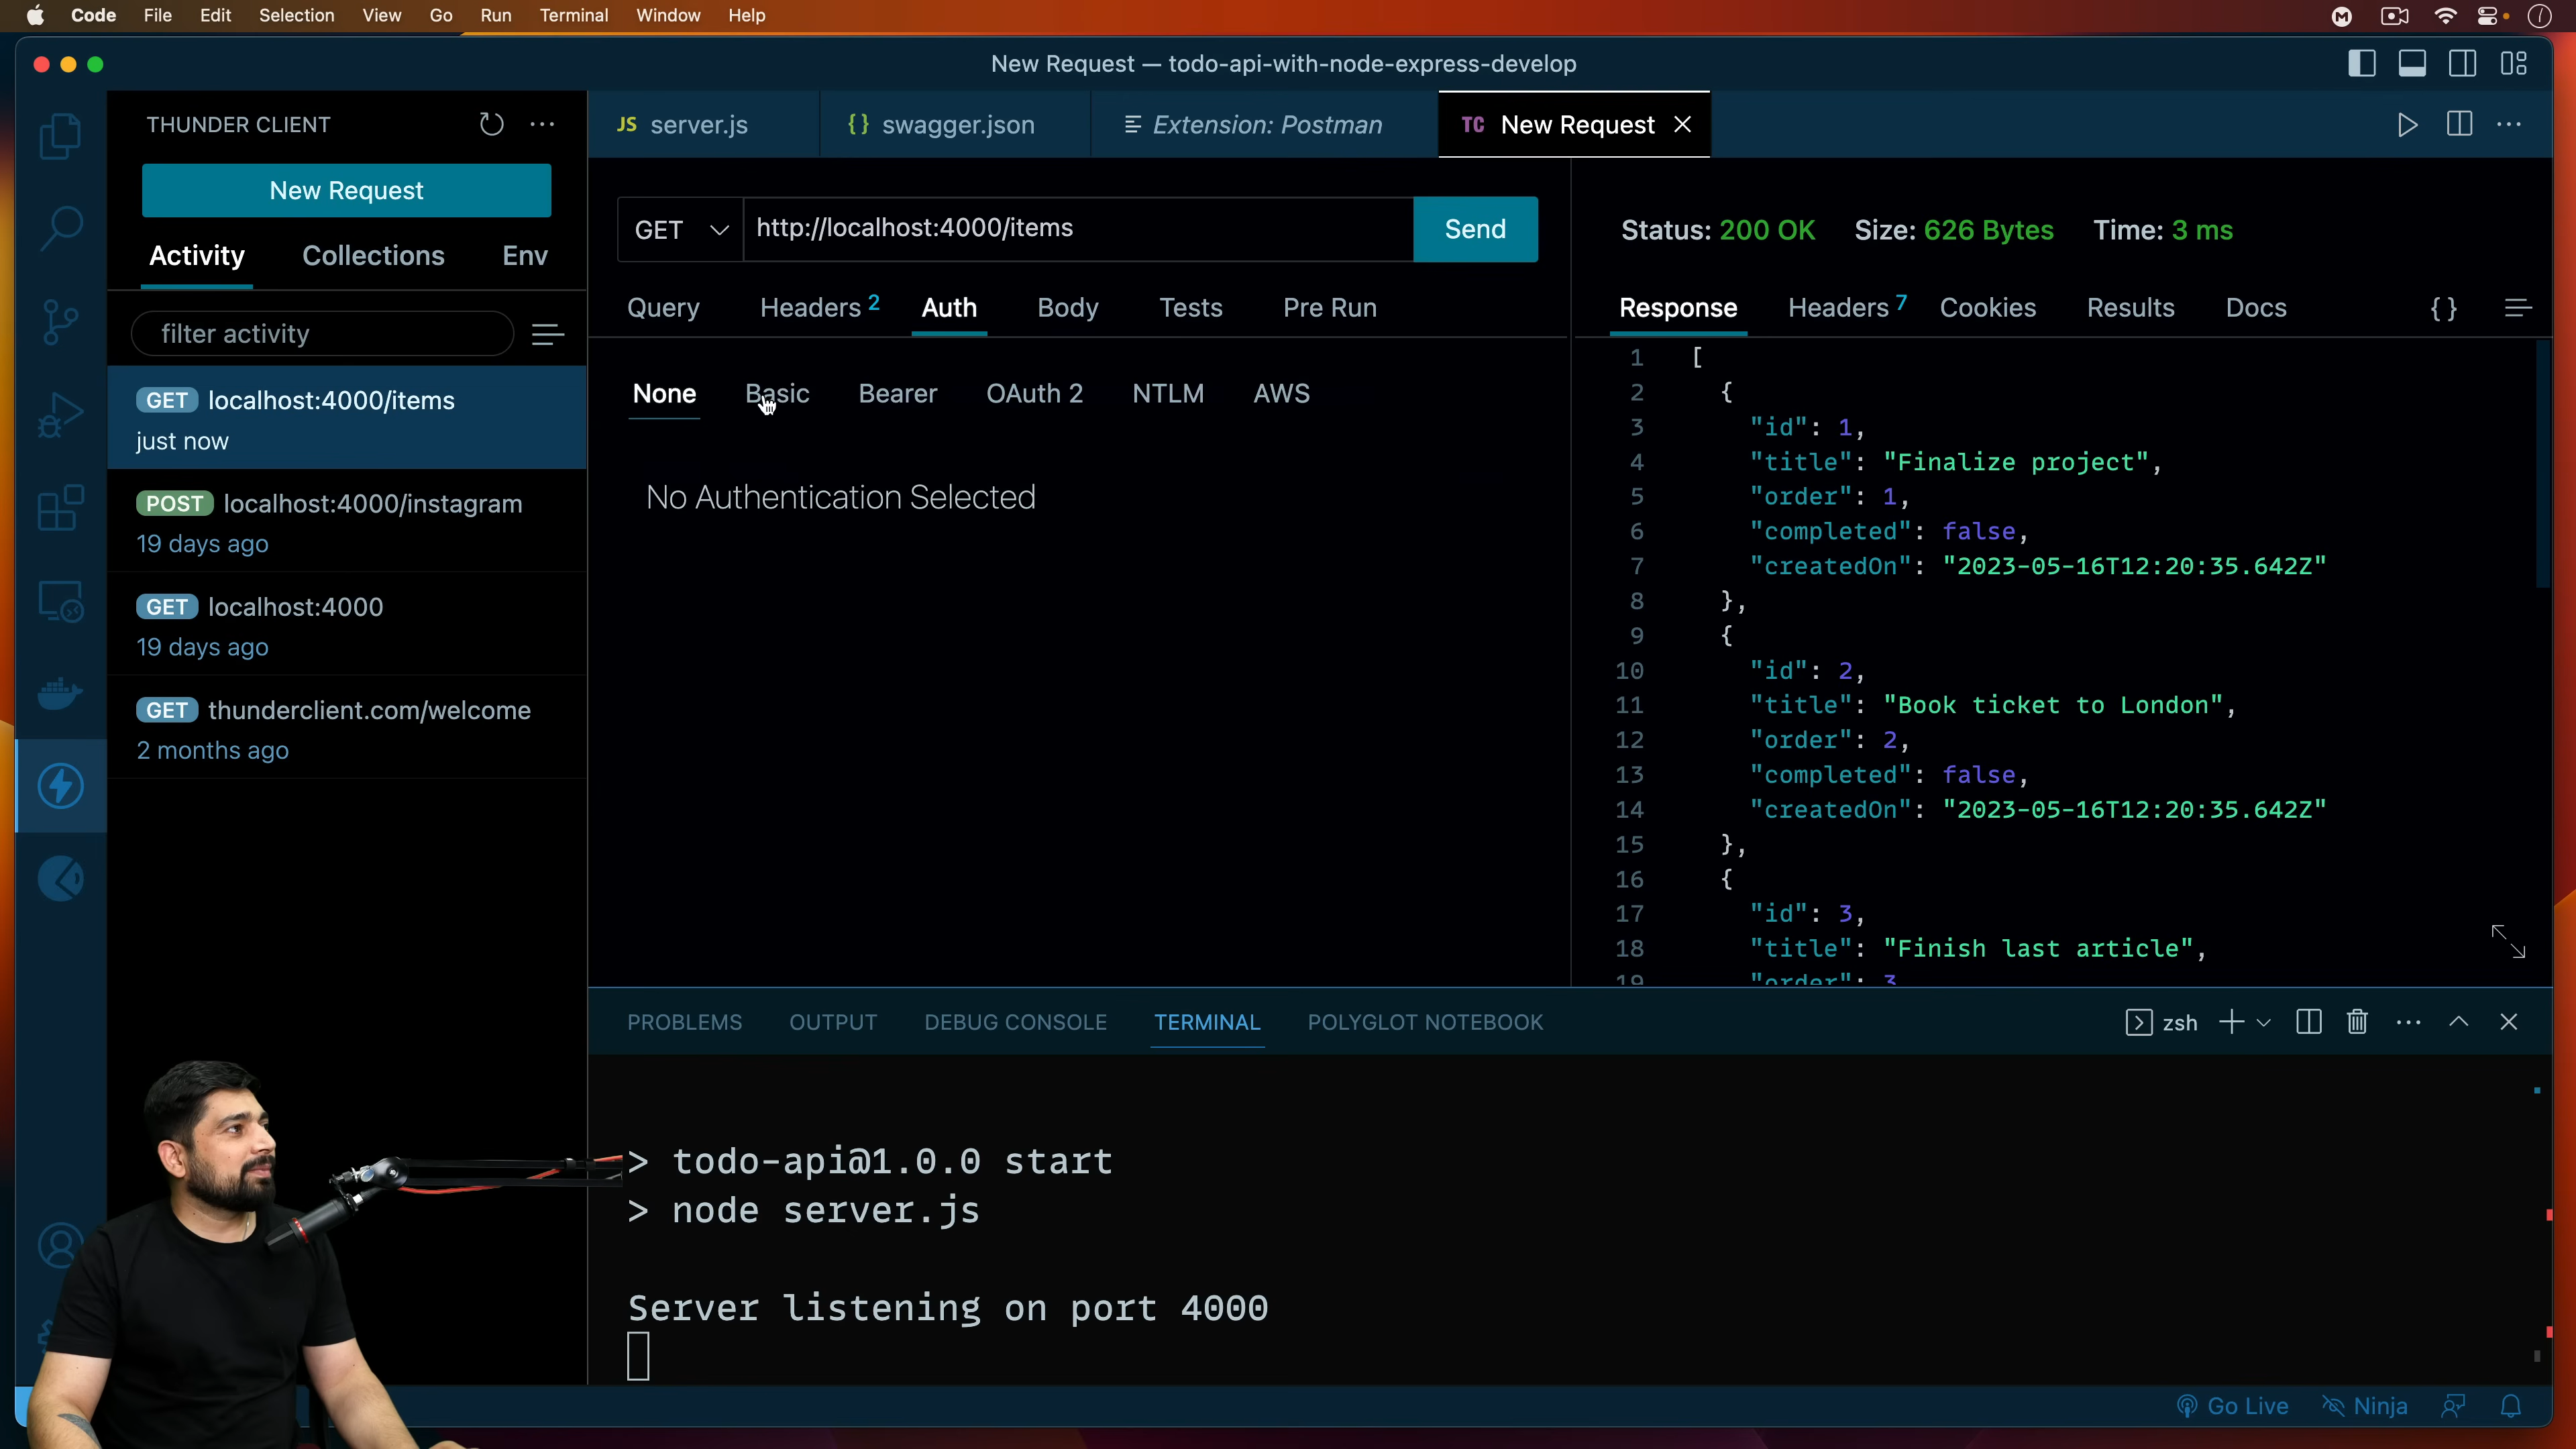 Code File Edit Selection View Go Run Terminal Window Help
New Request — todo-api-with-node-express-develop
THUNDER CLIENT
New Request
Activity Collections Env
filter activity
GET localhost:4000/items
just now
POST localhost:4000/instagram
19 days ago
GET localhost:4000
19 days ago
GET thunderclient.com/welcome
2 months ago
JS server.js
{} swagger.json
Extension: Postman
TC New Request
GET http://localhost:4000/items Send
Query Headers 2 Auth Body Tests Pre Run
None Basic Bearer OAuth 2 NTLM AWS
No Authentication Selected
Status: 200 OK Size: 626 Bytes Time: 3 ms
Response Headers 7 Cookies Results Docs {}
1 [
2 {
3 "id": 1,
4 "title": "Finalize project",
5 "order": 1,
6 "completed": false,
7 "createdOn": "2023-05-16T12:20:35.642Z"
8 },
9 {
10 "id": 2,
11 "title": "Book ticket to London",
12 "order": 2,
13 "completed": false,
14 "createdOn": "2023-05-16T12:20:35.642Z"
15 },
16 {
17 "id": 3,
18 "title": "Finish last article",
19 "order": 3
PROBLEMS OUTPUT DEBUG CONSOLE TERMINAL POLYGLOT NOTEBOOK
zsh
> todo-api@1.0.0 start
> node server.js
Server listening on port 4000
Go Live Ninja